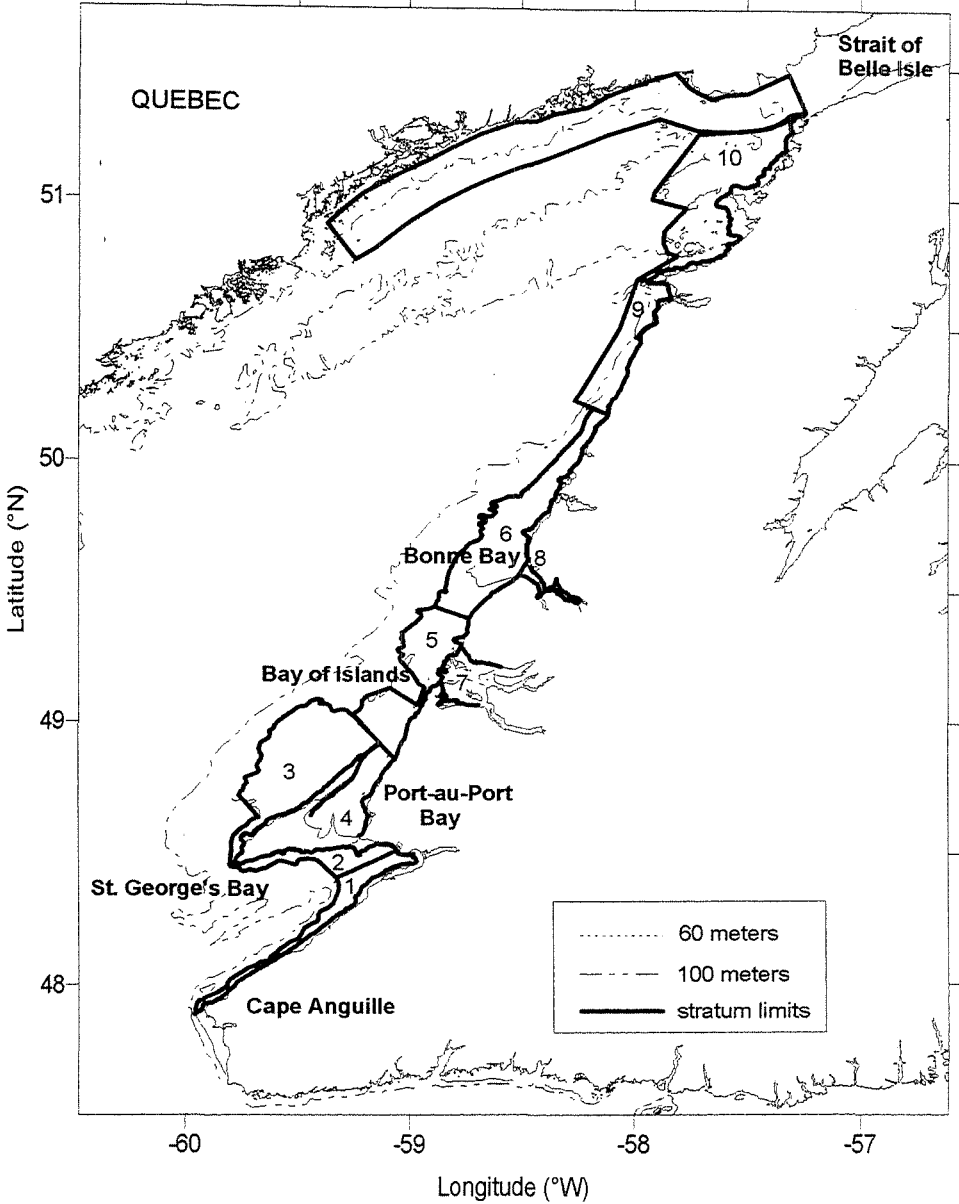 Strait of
Belle Isle
QUEBEC
10
51
9
50
6
Bonne Bay
8
5
Bay of Islands
7
49
3
Port-au-Port
Bay
4
2
St. George's Bay
1
60 meters
100 meters
48
Cape Anguille
stratum limits
-60
-59
-58
-57
Latitude (°N)
Longitude (°W)